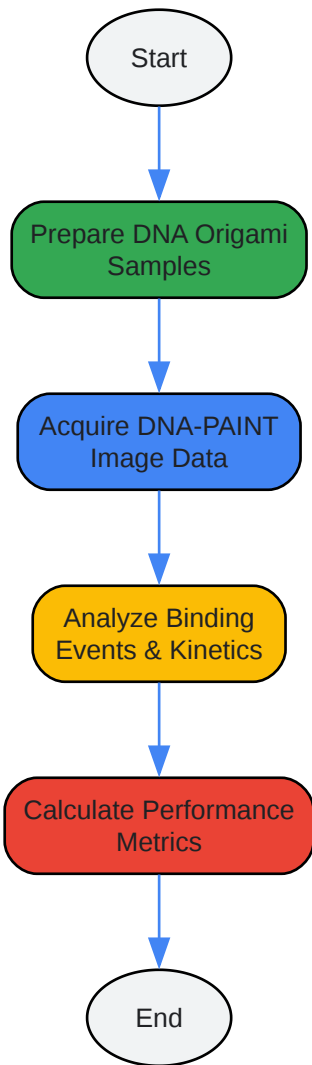 Start
Prepare DNA Origami
Samples
Acquire DNA-PAINT
Image Data
Analyze Binding
Events & Kinetics
Calculate Performance
Metrics
End